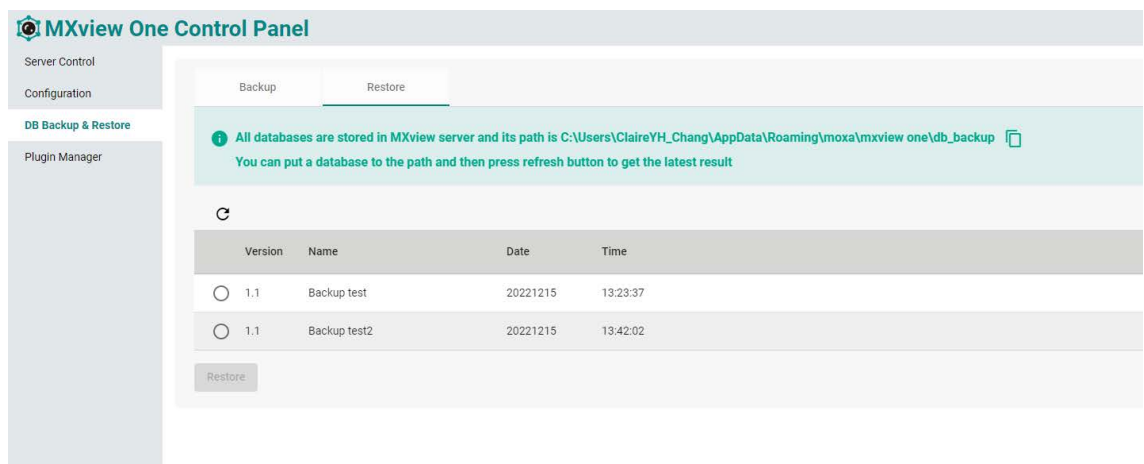 MXview One Control Panel
Server Control
Configuration
DB Backup & Restore
Plugin Manager
Backup Restore
All databases are stored in MXview server and its path is C:\Users\ClaireYH_Chang\AppData\Roaming\moxa\mxview one\db_backup
You can put a database to the path and then press refresh button to get the latest result
Version Name Date Time
1.1 Backup test 20221215 13:23:37
1.1 Backup test2 20221215 13:42:02
Restore